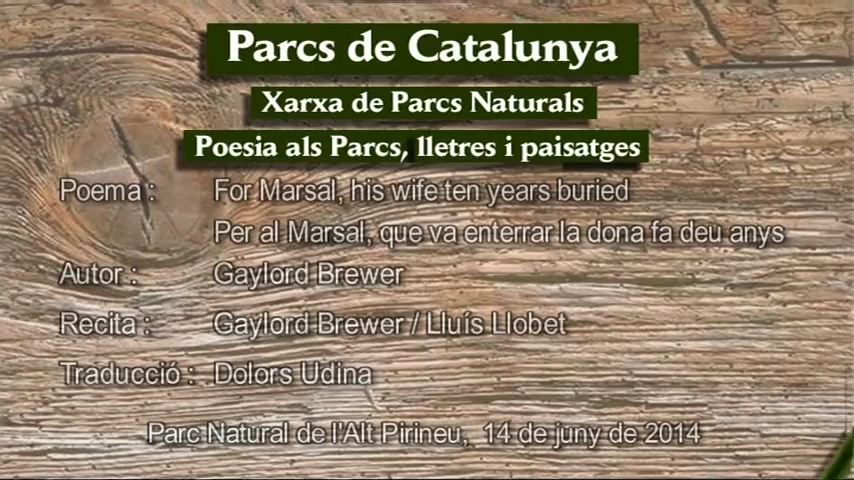 Parcs de Catalunya
Xarxa de Parcs Naturals
Poesia als Parcs, lletres i paisatges
Poema : For Marsal, his wife ten years buried
Per al Marsal, que va enterrar la dona fa deu anys
Autor : Gaylord Brewer
Recita : Gaylord Brewer / Lluís Llobet
Traducció : Dolors Udina
Parc Natural de l'Alt Pirineu, 14 de juny de 2014